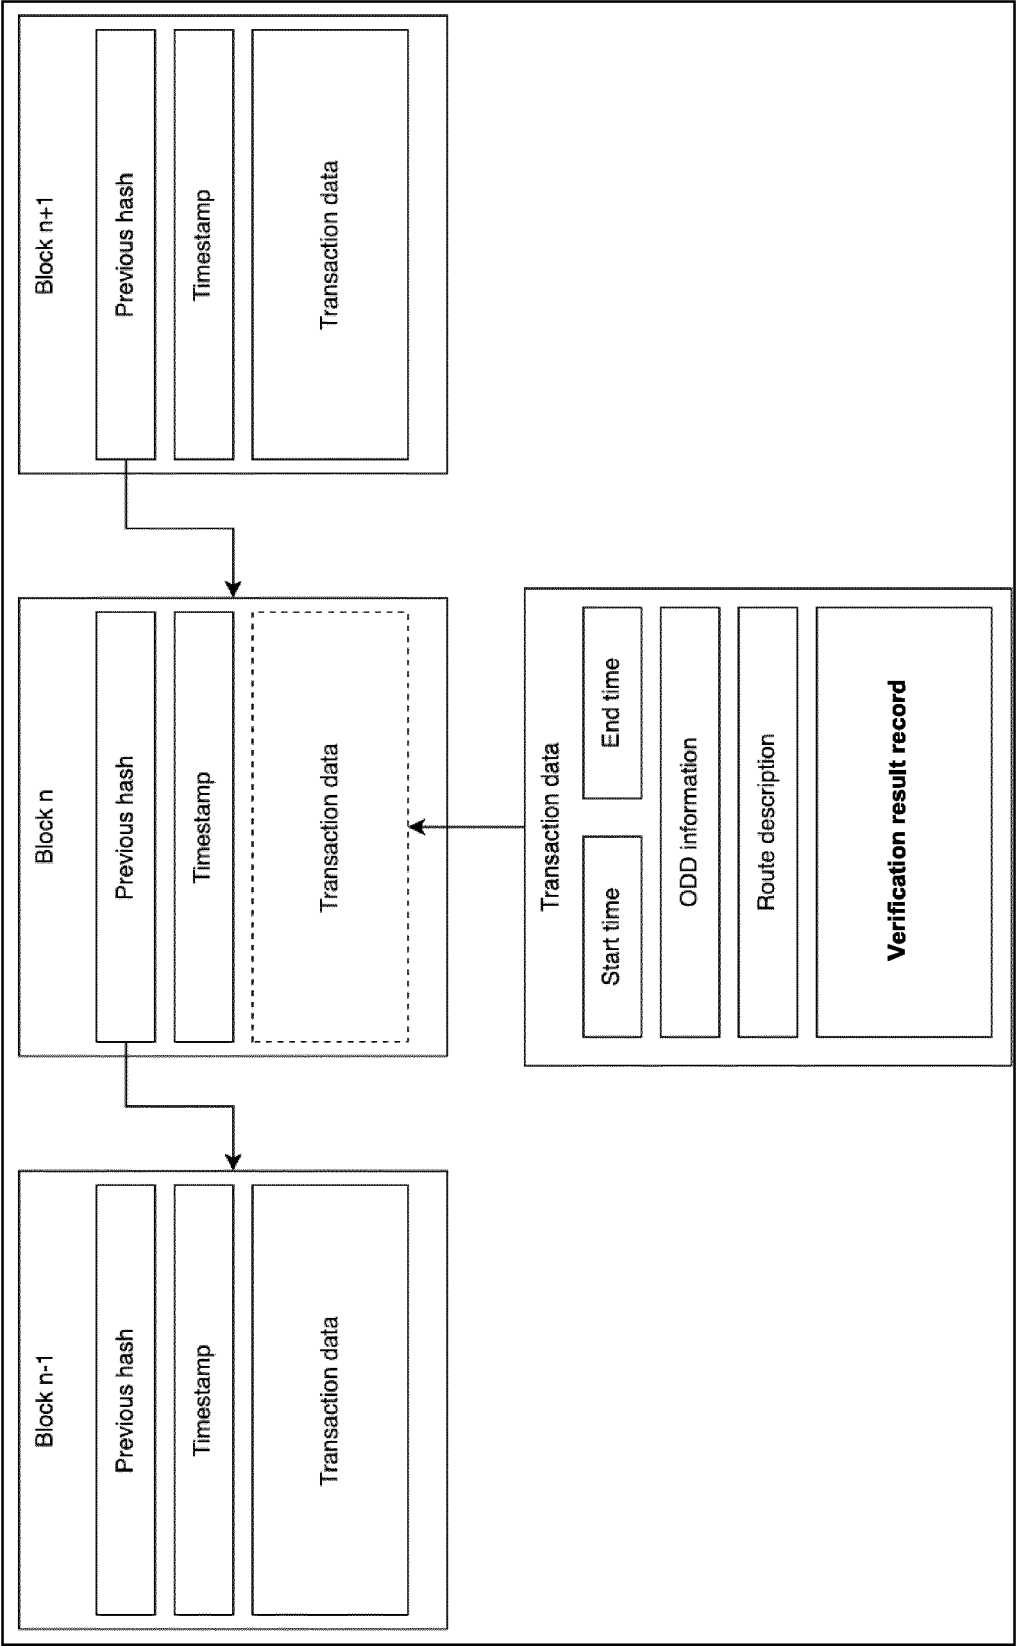 Block n-1
Previous hash
Timestamp
Transaction data
Block n
Previous hash
Timestamp
Transaction data
Block n+1
Previous hash
Timestamp
Transaction data
Transaction data
Start time
End time
ODD information
Route description
Verification result record